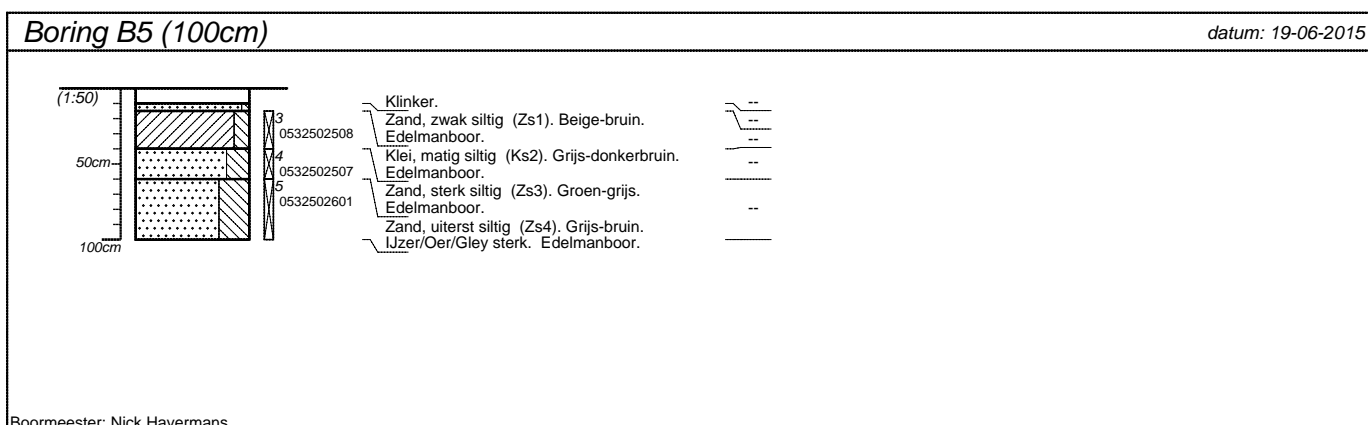 Boring B5 (100cm)
datum: 19-06-2015
(1:50)
50cm
100cm
3
0532502508
4
0532502507
5
0532502601
Klinker.
Zand, zwak siltig (Zs1). Beige-bruin.
Edelmanboor.
Klei, matig siltig (Ks2). Grijs-donkerbruin.
Edelmanboor.
Zand, sterk siltig (Zs3). Groen-grijs.
Edelmanboor.
Zand, uiterst siltig (Zs4). Grijs-bruin.
IJzer/Oer/Gley sterk. Edelmanboor.
--
--
--
--
--
Boormeester: Nick Havermans